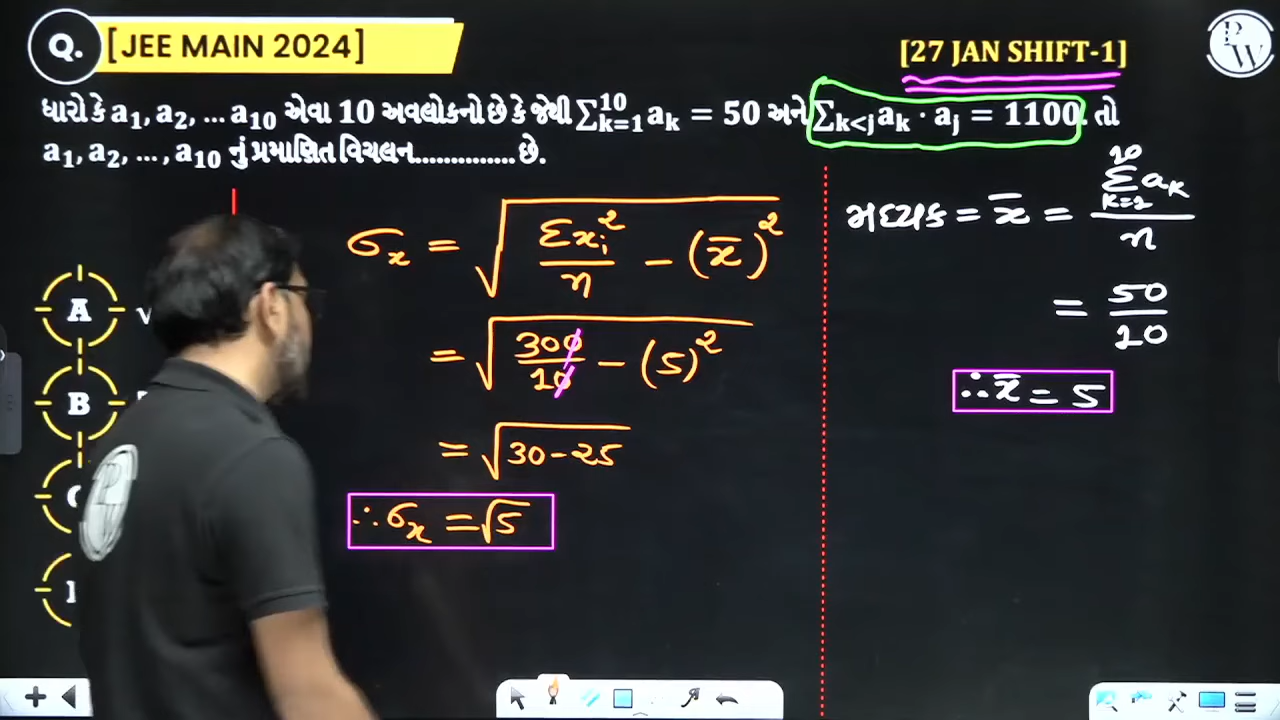 Q. [JEE MAIN 2024]
[27 JAN SHIFT-1]
PW
ધારો કે a₁, a₂, ... a₁₀ એવા 10 અવલોકનો છે કે જેથી ∑¹⁰ₖ₌₁ aₖ = 50 અને ∑ₖ<ⱼ aₖ · aⱼ = 1100. તો
a₁, a₂, ..., a₁₀ નું પ્રમાણિત વિચલન............... છે.
A
B
σₓ = √(Σxᵢ²/n − (x̄)²)
= √(300/10 − (5)²)
= √30-25
∴ σₓ = √5
મધ્યક = x̄ = ∑¹⁰ₖ₌₁ aₖ / n
= 50/10
∴ x̄ = 5